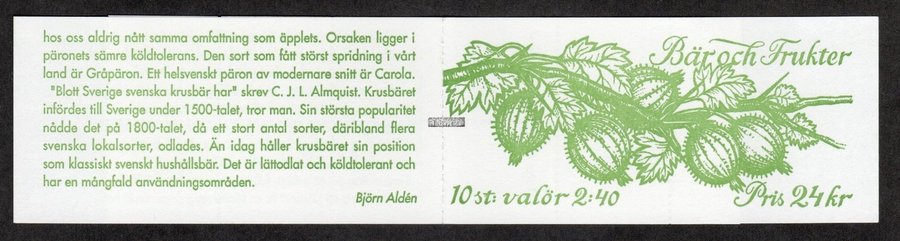 hos oss aldrig nått samma omfattning som äpplets. Orsaken ligger i
päronets sämre köldtolerans. Den sort som fått störst spridning i vårt
land är Gråpäron. Ett helsvenskt päron av modernare snitt är Carola.
"Blott Sverige svenska krusbär har" skrev C. J. L. Almquist. Krusbäret
infördes till Sverige under 1500-talet, tror man. Sin största popularitet
nådde det på 1800-talet, då ett stort antal sorter, däribland flera
svenska lokalsorter, odlades. Än idag håller krusbäret sin position
som klassiskt svenskt hushållsbär. Det är lättodlat och köldtolerant och
har en mångfald användningsområden.
Björn Aldén
Bär och Frukter
10 st: valör 2:40
Pris 24 kr